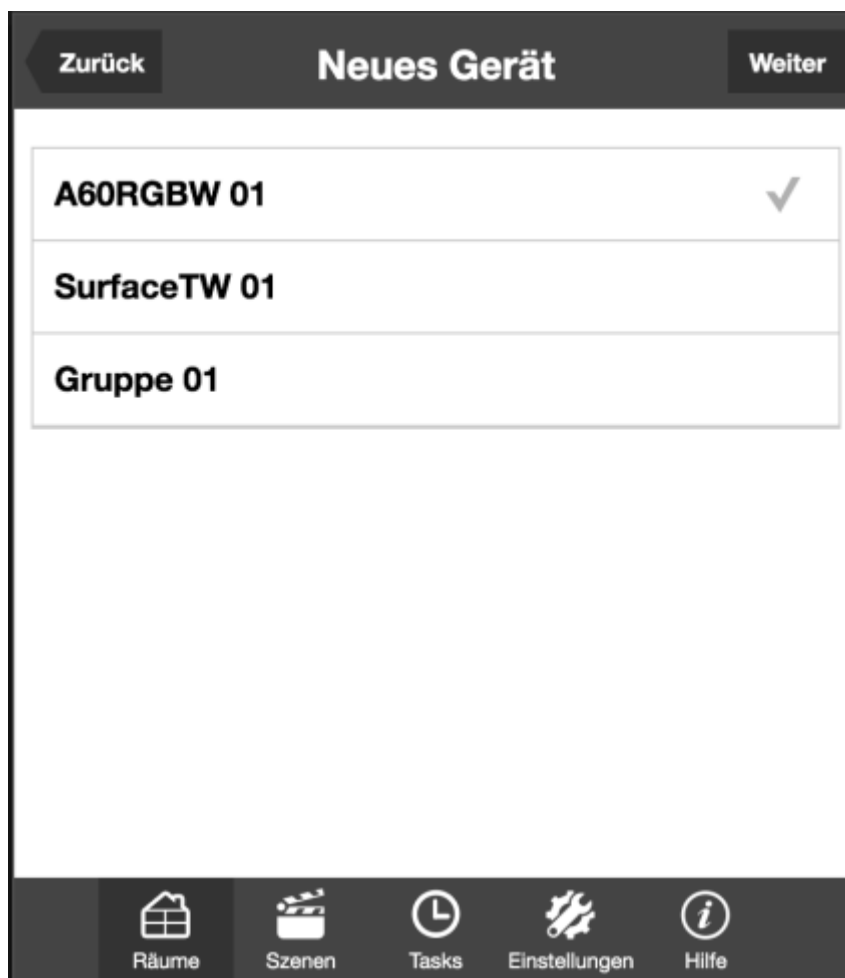 Zurück Neues Gerät Weiter
A60RGBW 01
SurfaceTW 01
Gruppe 01
Räume Szenen Tasks Einstellungen Hilfe